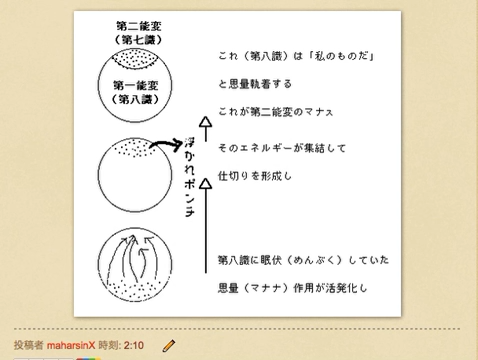 第二能変
（第七識）
第一能変
（第八識）
これ（第八識）は「私のものだ」
と思量執着する
これが第二能変のマナス
浮かれポンチ
そのエネルギーが集結して
仕切りを形成し
第八識に眠伏（めんぷく）していた
思量（マナナ）作用が活発化し
投稿者 maharsinX 時刻: 2:10